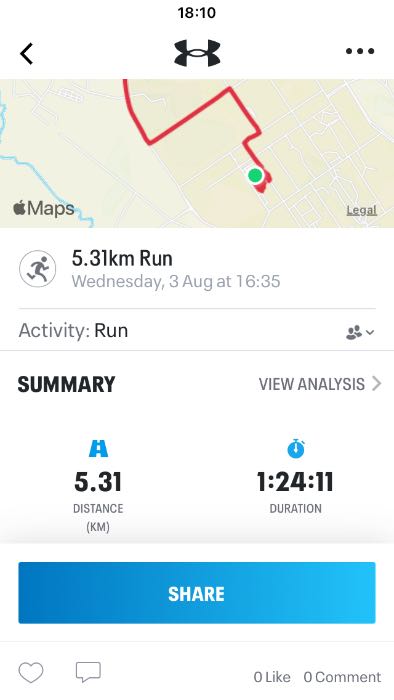 18:10
Maps
Legal
5.31km Run
Wednesday, 3 Aug at 16:35
Activity: Run
SUMMARY
VIEW ANALYSIS
5.31
DISTANCE
(KM)
1:24:11
DURATION
SHARE
0 Like 0 Comment